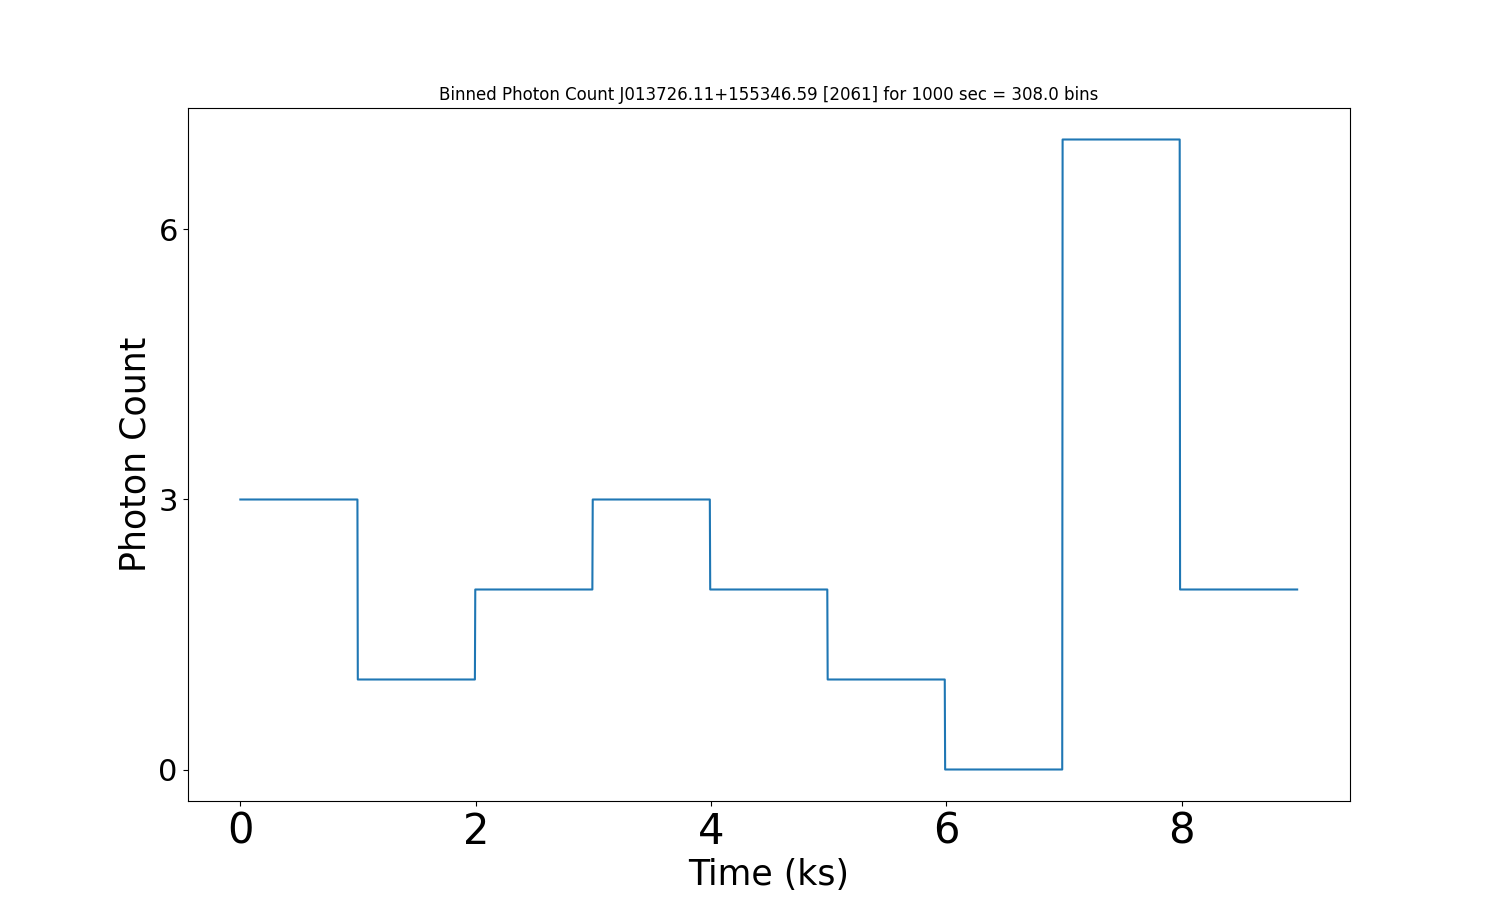 Binned Photon Count J013726.11+155346.59 [2061] for 1000 sec = 308.0 bins
6
3
0
Photon Count
0 2 4 6 8
Time (ks)